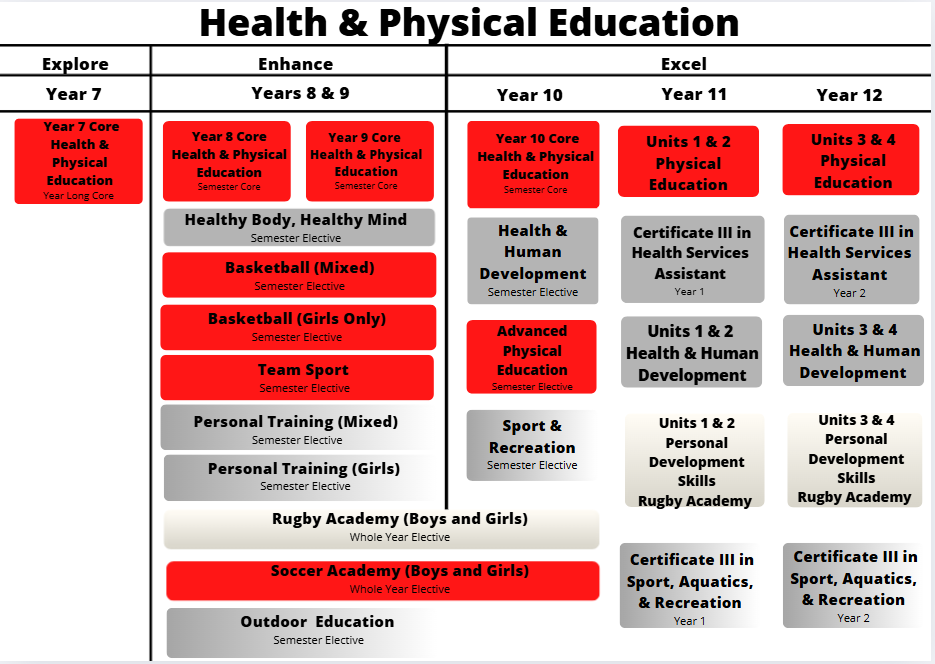 Health & Physical Education
Explore
Enhance
Excel
Year 7
Years 8 & 9
Year 10
Year 11
Year 12
Year 7 Core
Health &
Physical
Education
Year Long Core
Year 8 Core
Health & Physical
Education
Semester Core
Year 9 Core
Health & Physical
Education
Semester Core
Healthy Body, Healthy Mind
Semester Elective
Basketball (Mixed)
Semester Elective
Basketball (Girls Only)
Semester Elective
Team Sport
Semester Elective
Personal Training (Mixed)
Semester Elective
Personal Training (Girls)
Semester Elective
Rugby Academy (Boys and Girls)
Whole Year Elective
Soccer Academy (Boys and Girls)
Whole Year Elective
Outdoor Education
Semester Elective
Year 10 Core
Health & Physical
Education
Semester Core
Health &
Human
Development
Semester Elective
Advanced
Physical
Education
Semester Elective
Sport &
Recreation
Semester Elective
Units 1 & 2
Physical
Education
Certificate III in
Health Services
Assistant
Year 1
Units 1 & 2
Health & Human
Development
Units 1 & 2
Personal
Development
Skills
Rugby Academy
Certificate III in
Sport, Aquatics,
& Recreation
Year 1
Units 3 & 4
Physical
Education
Certificate III in
Health Services
Assistant
Year 2
Units 3 & 4
Health & Human
Development
Units 3 & 4
Personal
Development
Skills
Rugby Academy
Certificate III in
Sport, Aquatics,
& Recreation
Year 2